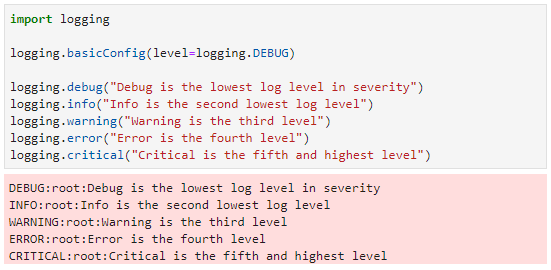 import logging
logging.basicConfig(level=logging.DEBUG)
logging.debug("Debug is the lowest log level in severity")
logging.info("Info is the second lowest log level")
logging.warning("Warning is the third level")
logging.error("Error is the fourth level")
logging.critical("Critical is the fifth and highest level")
DEBUG:root:Debug is the lowest log level in severity
INFO:root:Info is the second lowest log level
WARNING:root:Warning is the third level
ERROR:root:Error is the fourth level
CRITICAL:root:Critical is the fifth and highest level